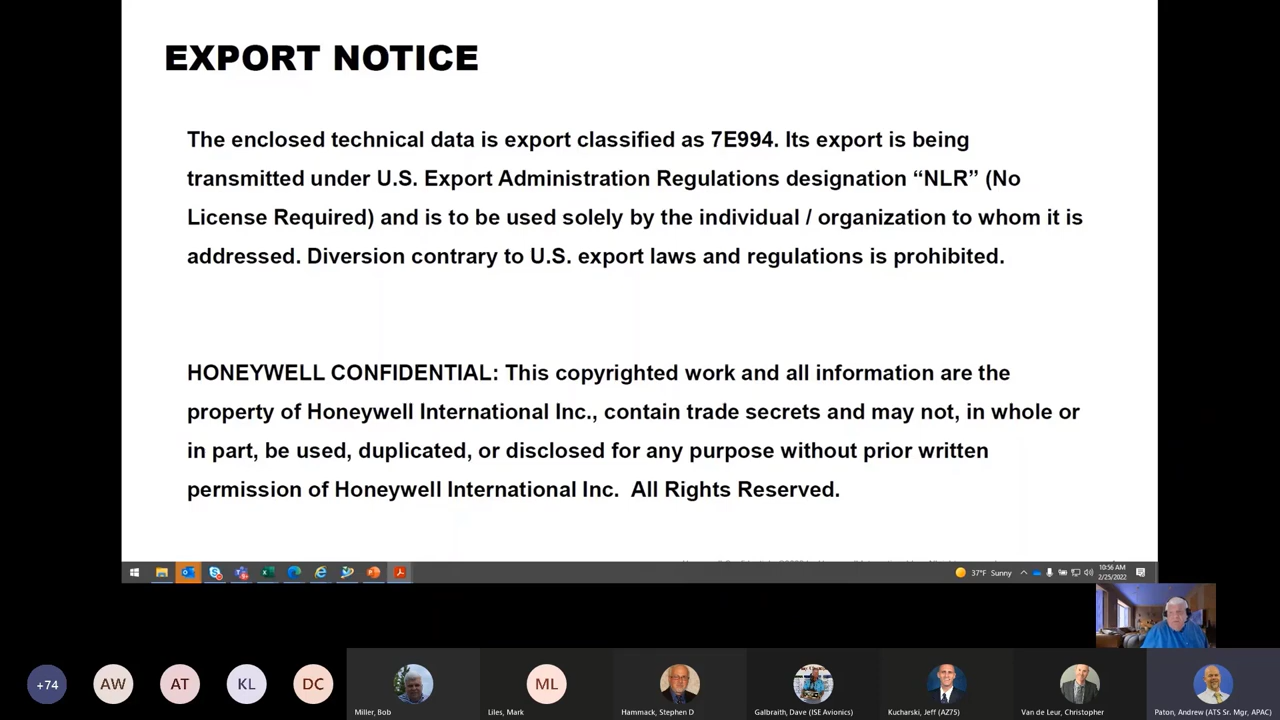 EXPORT NOTICE
The enclosed technical data is export classified as 7E994. Its export is being
transmitted under U.S. Export Administration Regulations designation “NLR” (No
License Required) and is to be used solely by the individual / organization to whom it is
addressed. Diversion contrary to U.S. export laws and regulations is prohibited.
HONEYWELL CONFIDENTIAL: This copyrighted work and all information are the
property of Honeywell International Inc., contain trade secrets and may not, in whole or
in part, be used, duplicated, or disclosed for any purpose without prior written
permission of Honeywell International Inc.  All Rights Reserved.
37°F Sunny
10:56 AM
2/25/2022
+74
AW
AT
KL
DC
ML
Miller, Bob
Liles, Mark
Hammack, Stephen D
Galbraith, Dave (ISE Avionics)
Kucharski, Jeff (AZ75)
Van de Leur, Christopher
Paton, Andrew (ATS Sr. Mgr, APAC)